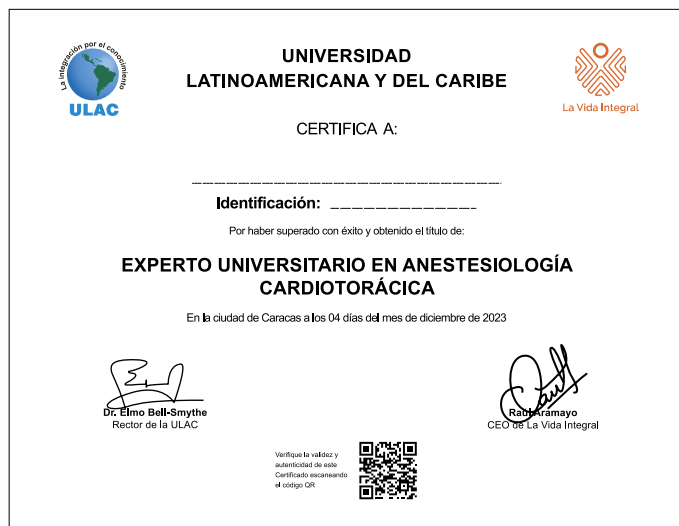 La integración por el conocimiento
ULAC
UNIVERSIDAD
LATINOAMERICANA Y DEL CARIBE
La Vida Integral
CERTIFICA A:
Identificación:
Por haber superado con éxito y obtenido el título de:
EXPERTO UNIVERSITARIO EN ANESTESIOLOGÍA
CARDIOTORÁCICA
En la ciudad de Caracas a los 04 días del mes de diciembre de 2023
Dr. Elmo Bell-Smythe
Rector de la ULAC
Raúl Aramayo
CEO de La Vida Integral
Verifique la validez y
autenticidad de este
Certificado escaneando
el código QR